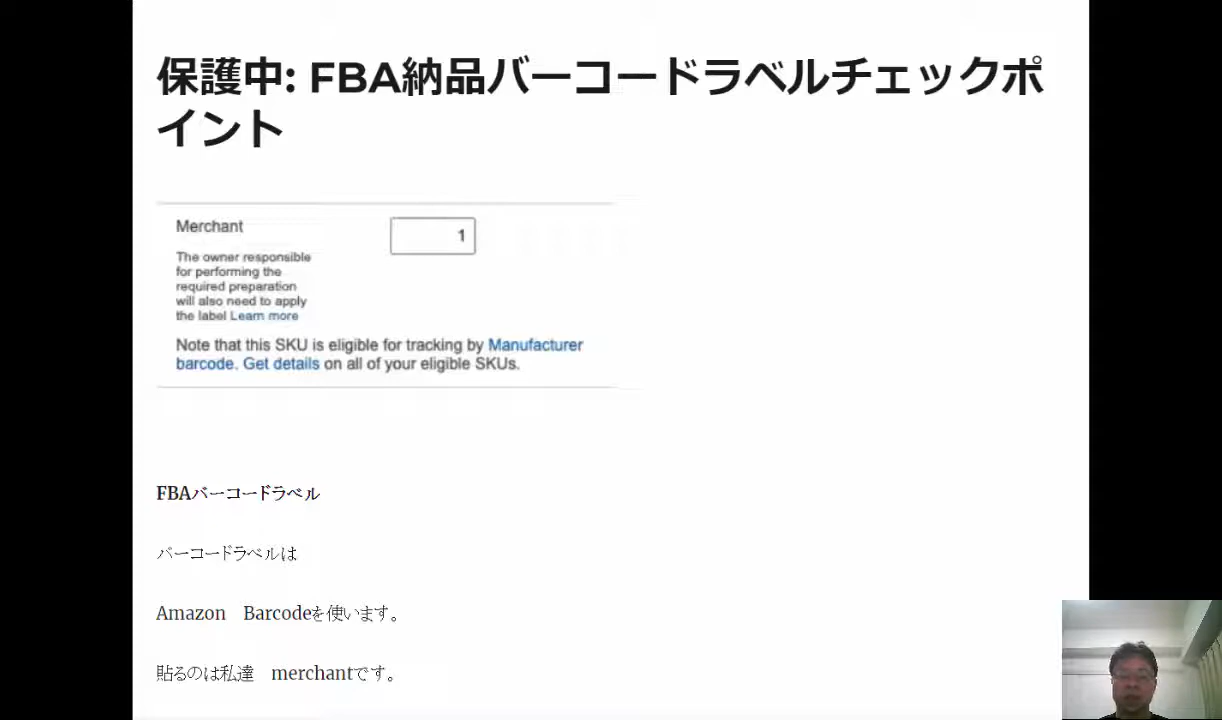 保護中: FBA納品バーコードラベルチェックポ
イント
Merchant
1
The owner responsible
for performing the
required preparation
will also need to apply
the label Learn more
Note that this SKU is eligible for tracking by Manufacturer
barcode. Get details on all of your eligible SKUs.
FBAバーコードラベル
バーコードラベルは
Amazon　Barcodeを使います。
貼るのは私達　merchantです。